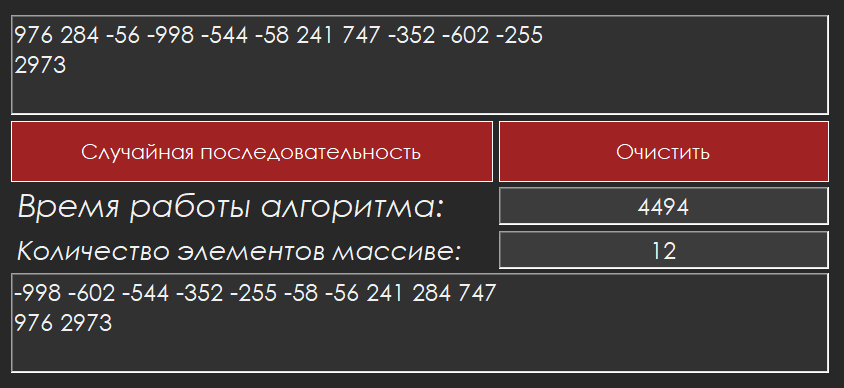 976 284 -56 -998 -544 -58 241 747 -352 -602 -255
2973
Случайная последовательность
Очистить
Время работы алгоритма:
4494
Количество элементов массиве:
12
-998 -602 -544 -352 -255 -58 -56 241 284 747
976 2973